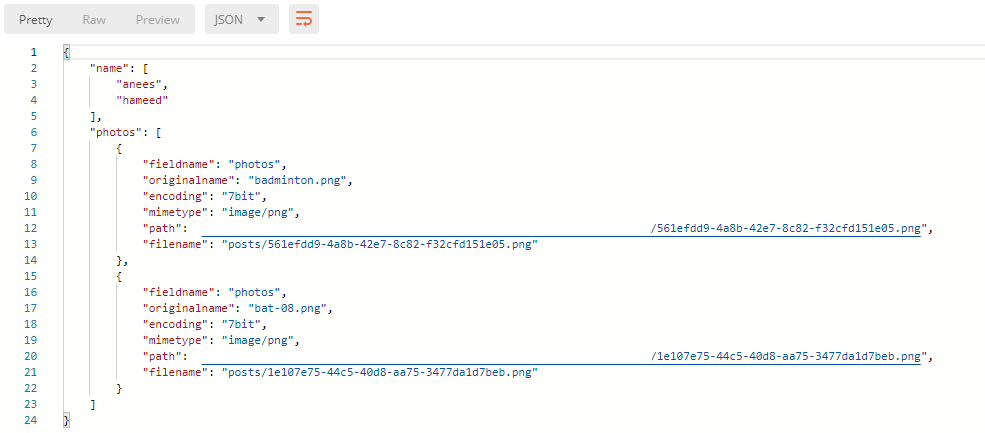 Pretty Raw Preview JSON
1 {
2 "name": [
3 "anees",
4 "hameed"
5 ],
6 "photos": [
7 {
8 "fieldname": "photos",
9 "originalname": "badminton.png",
10 "encoding": "7bit",
11 "mimetype": "image/png",
12 "path": /561efdd9-4a8b-42e7-8c82-f32cfd151e05.png",
13 "filename": "posts/561efdd9-4a8b-42e7-8c82-f32cfd151e05.png"
14 },
15 {
16 "fieldname": "photos",
17 "originalname": "bat-08.png",
18 "encoding": "7bit",
19 "mimetype": "image/png",
20 "path": /1e107e75-44c5-40d8-aa75-3477da1d7beb.png",
21 "filename": "posts/1e107e75-44c5-40d8-aa75-3477da1d7beb.png"
22 }
23 ]
24 }